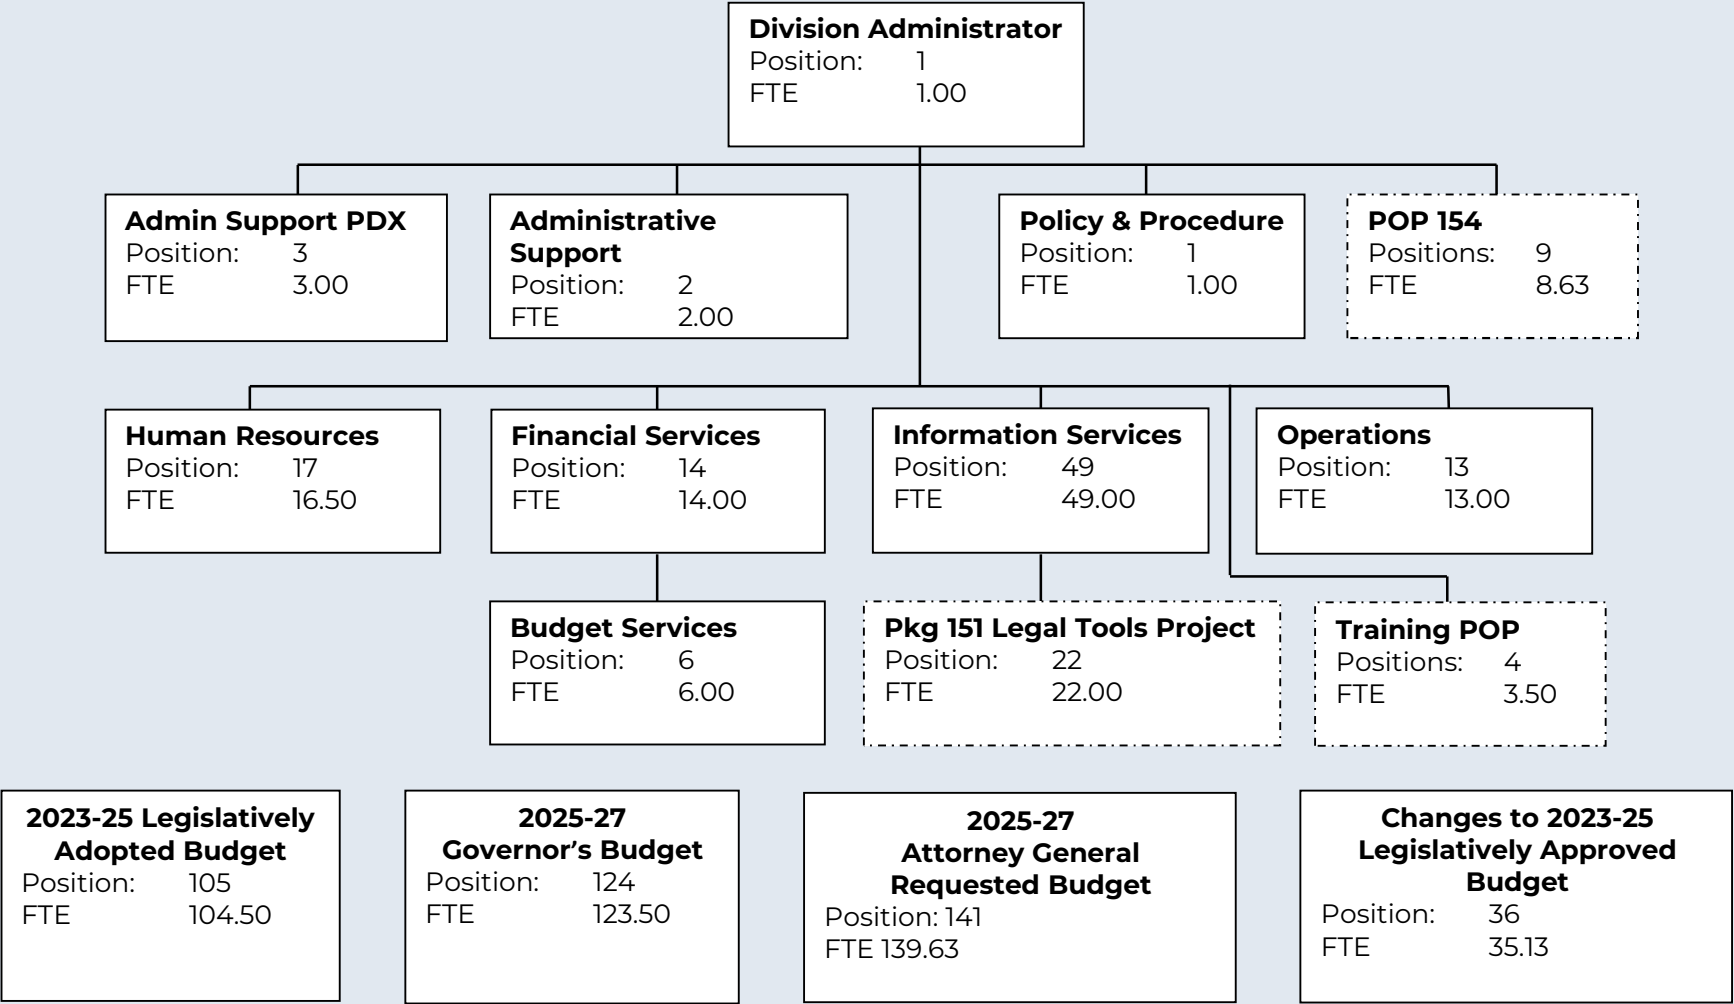 Division Administrator
Position: 1
FTE 1.00
Admin Support PDX
Position: 3
FTE 3.00
Administrative
Support
Position: 2
FTE 2.00
Policy & Procedure
Position: 1
FTE 1.00
POP 154
Positions: 9
FTE 8.63
Human Resources
Position: 17
FTE 16.50
Financial Services
Position: 14
FTE 14.00
Information Services
Position: 49
FTE 49.00
Operations
Position: 13
FTE 13.00
Budget Services
Position: 6
FTE 6.00
Pkg 151 Legal Tools Project
Position: 22
FTE 22.00
Training POP
Positions: 4
FTE 3.50
2023-25 Legislatively
Adopted Budget
Position: 105
FTE 104.50
2025-27
Governor's Budget
Position: 124
FTE 123.50
2025-27
Attorney General
Requested Budget
Position: 141
FTE 139.63
Changes to 2023-25
Legislatively Approved
Budget
Position: 36
FTE 35.13